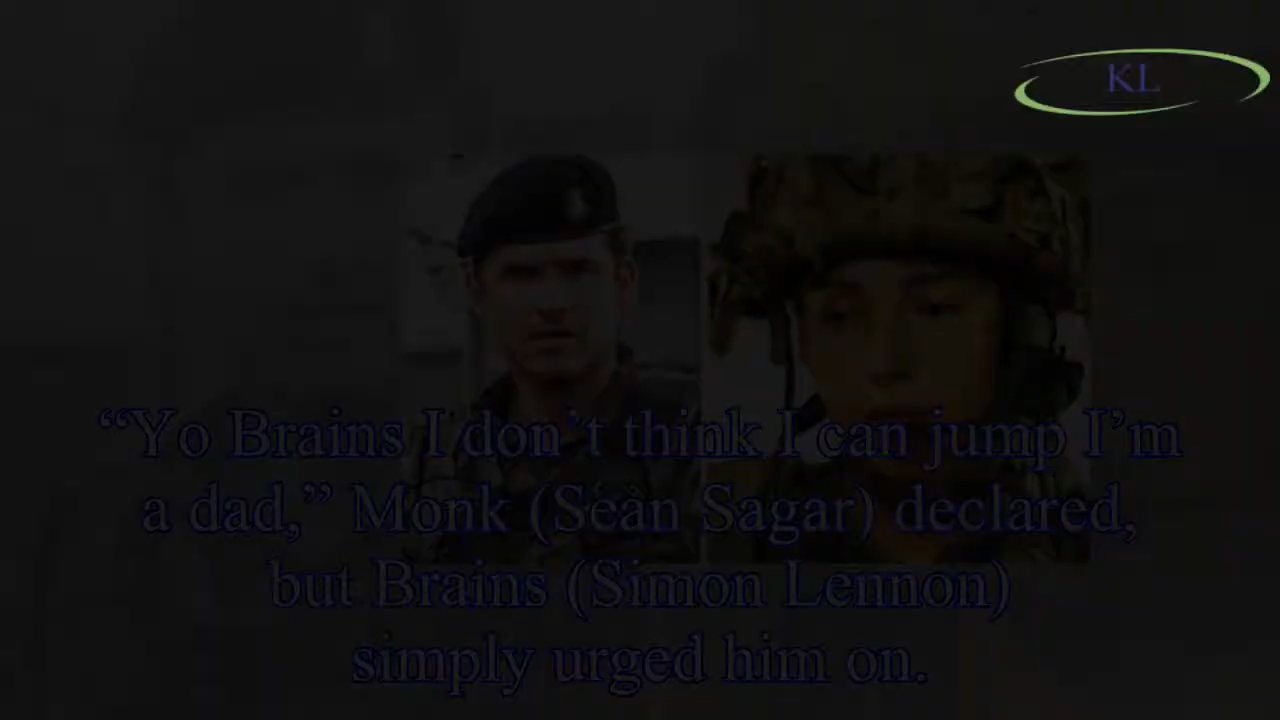 KL
“Yo Brains I don’t think I can jump I’m
a dad,” Monk (Seàn Sagar) declared,
but Brains (Simon Lennon)
simply urged him on.